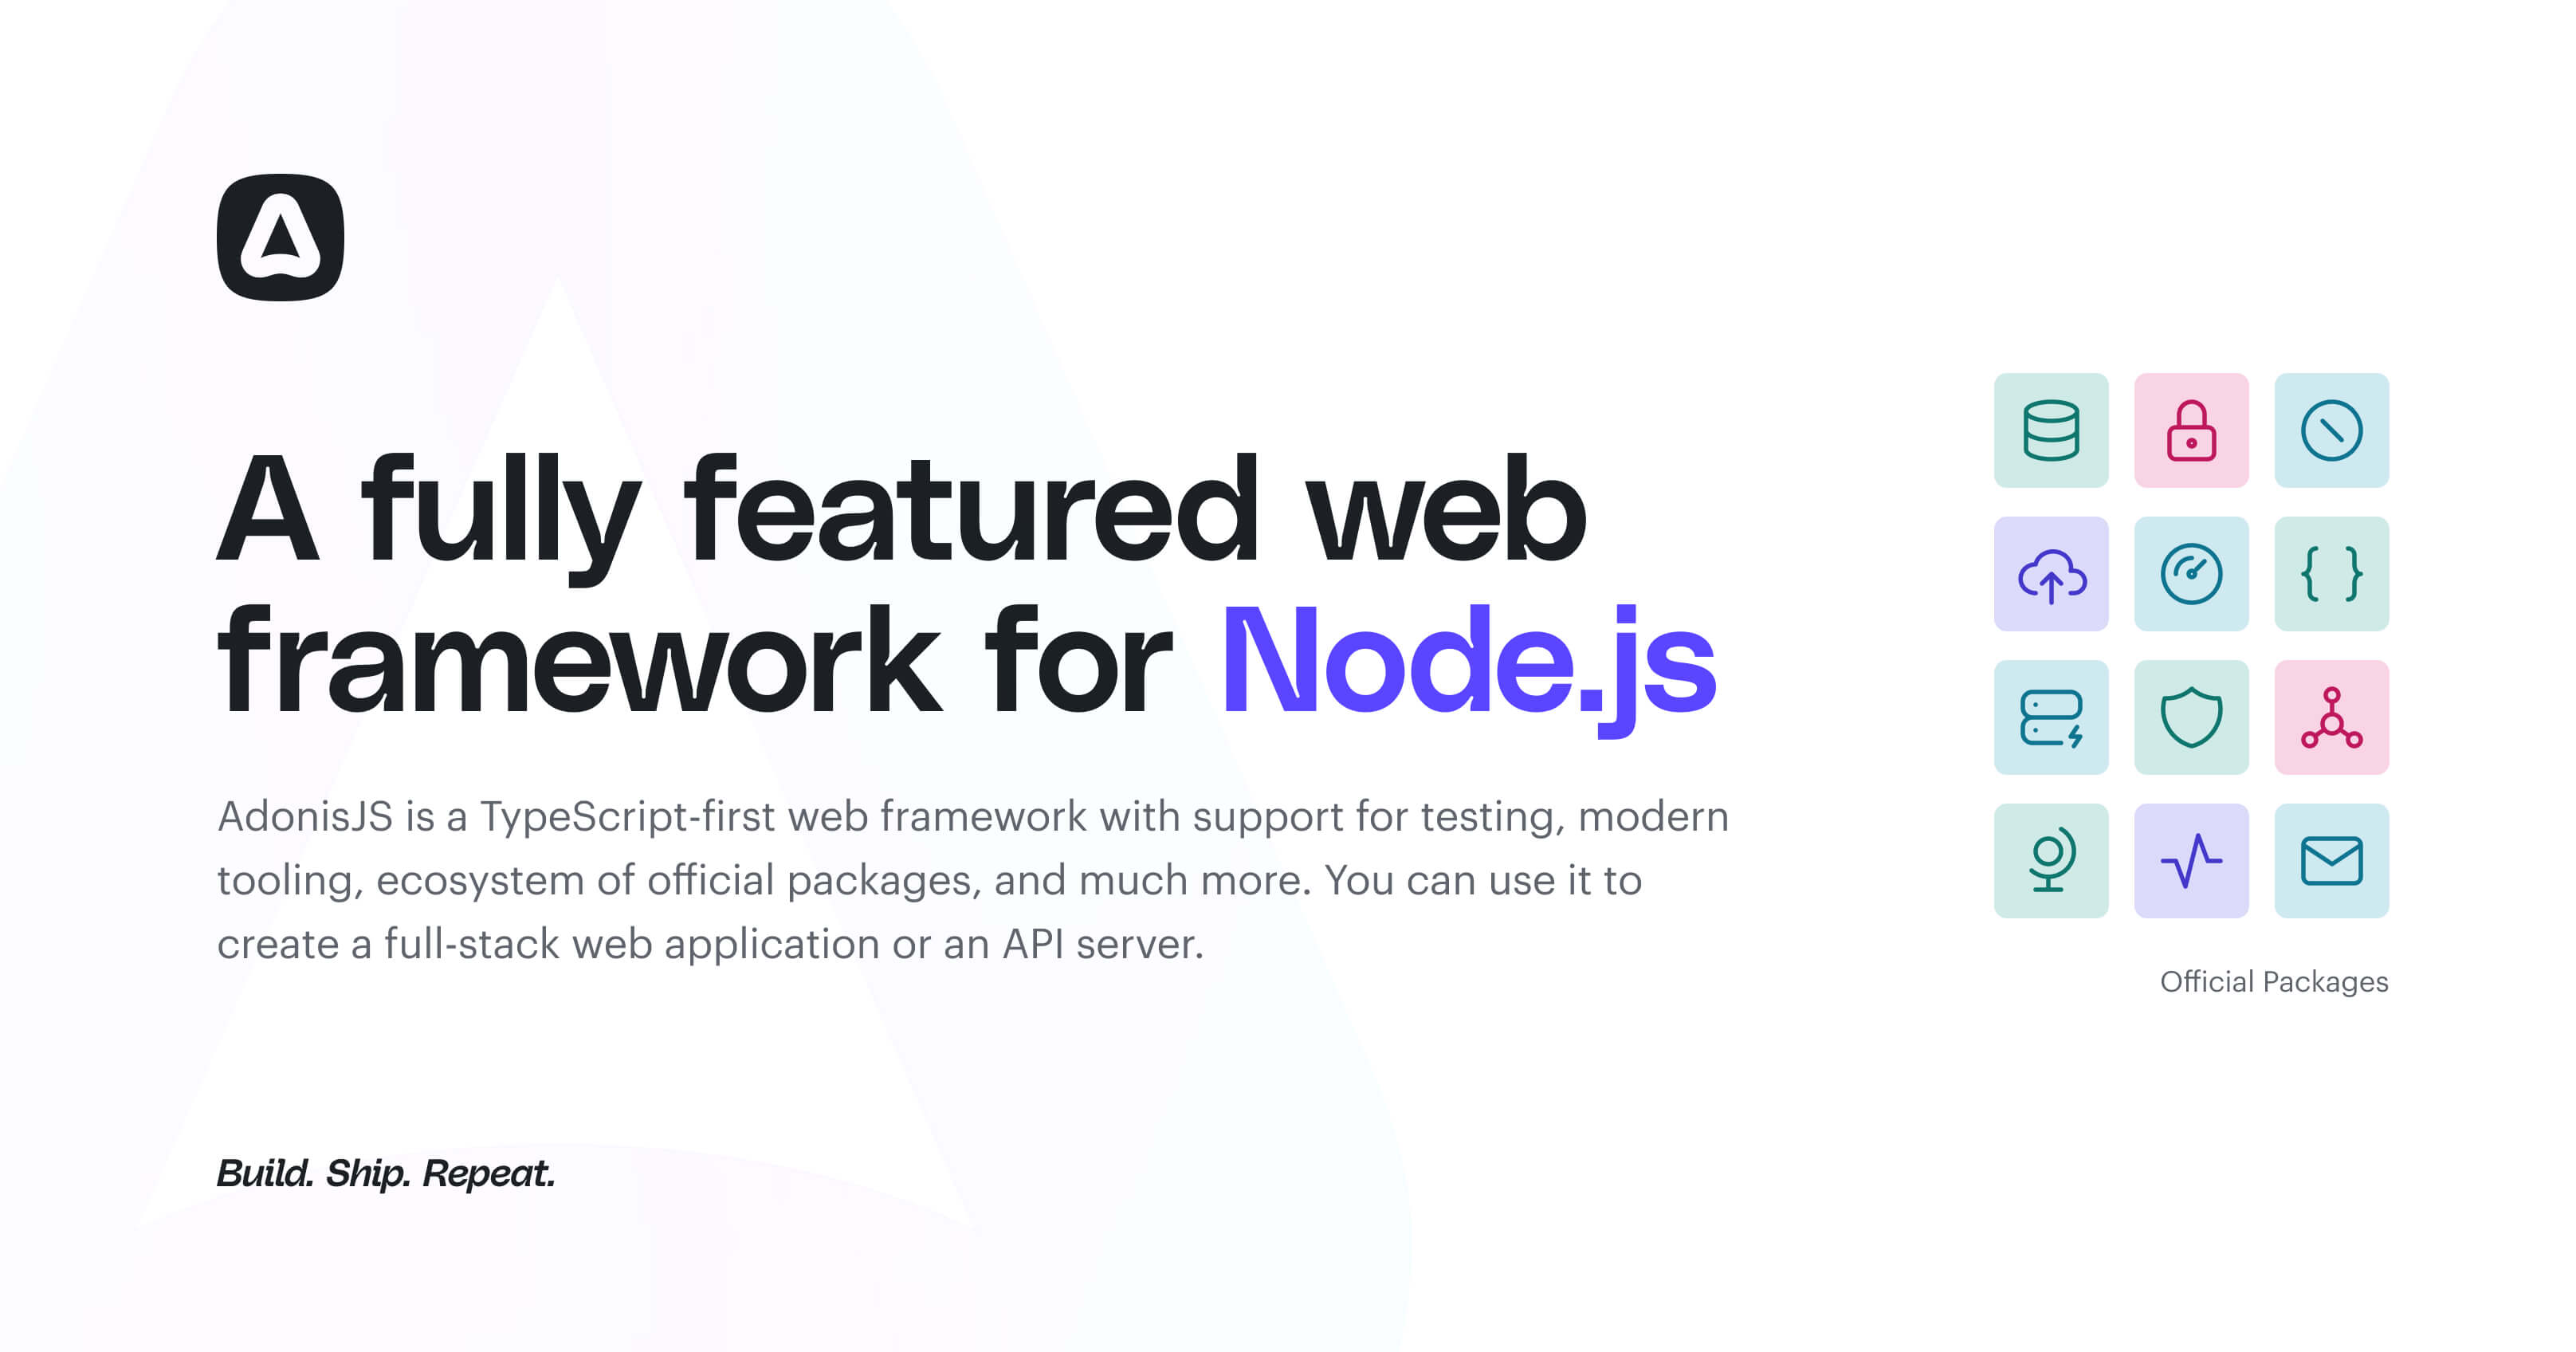 A fully featured web
framework for Node.js
AdonisJS is a TypeScript-first web framework with support for testing, modern
tooling, ecosystem of official packages, and much more. You can use it to
create a full-stack web application or an API server.
Official Packages
Build. Ship. Repeat.